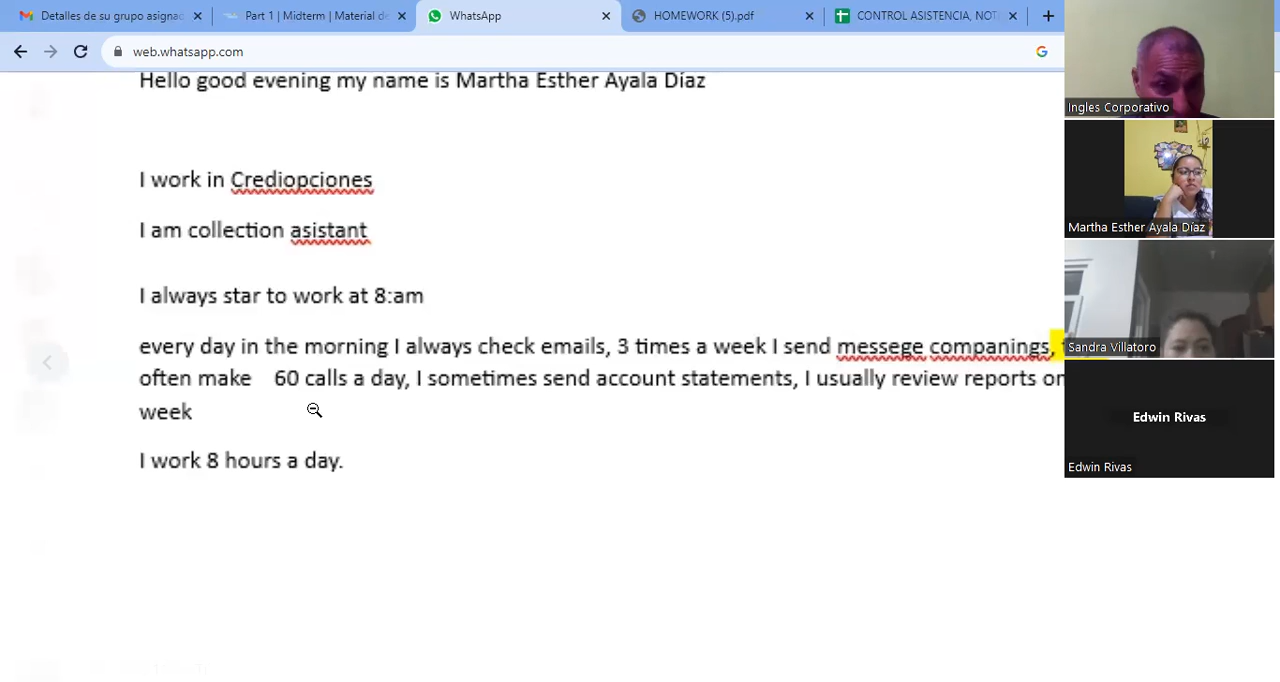 Detalles de su grupo asignac
Part 1 | Midterm | Material de
WhatsApp
HOMEWORK (5).pdf
CONTROL ASISTENCIA, NOT
web.whatsapp.com
Hello good evening my name is Martha Esther Ayala Díaz
I work in Crediopciones
I am collection asistant
I always star to work at 8:am
every day in the morning I always check emails, 3 times a week I send messege companings,
often make 60 calls a day, I sometimes send account statements, I usually review reports on
week
I work 8 hours a day.
Ingles Corporativo
Martha Esther Ayala Díaz
Sandra Villatoro
Edwin Rivas
Edwin Rivas